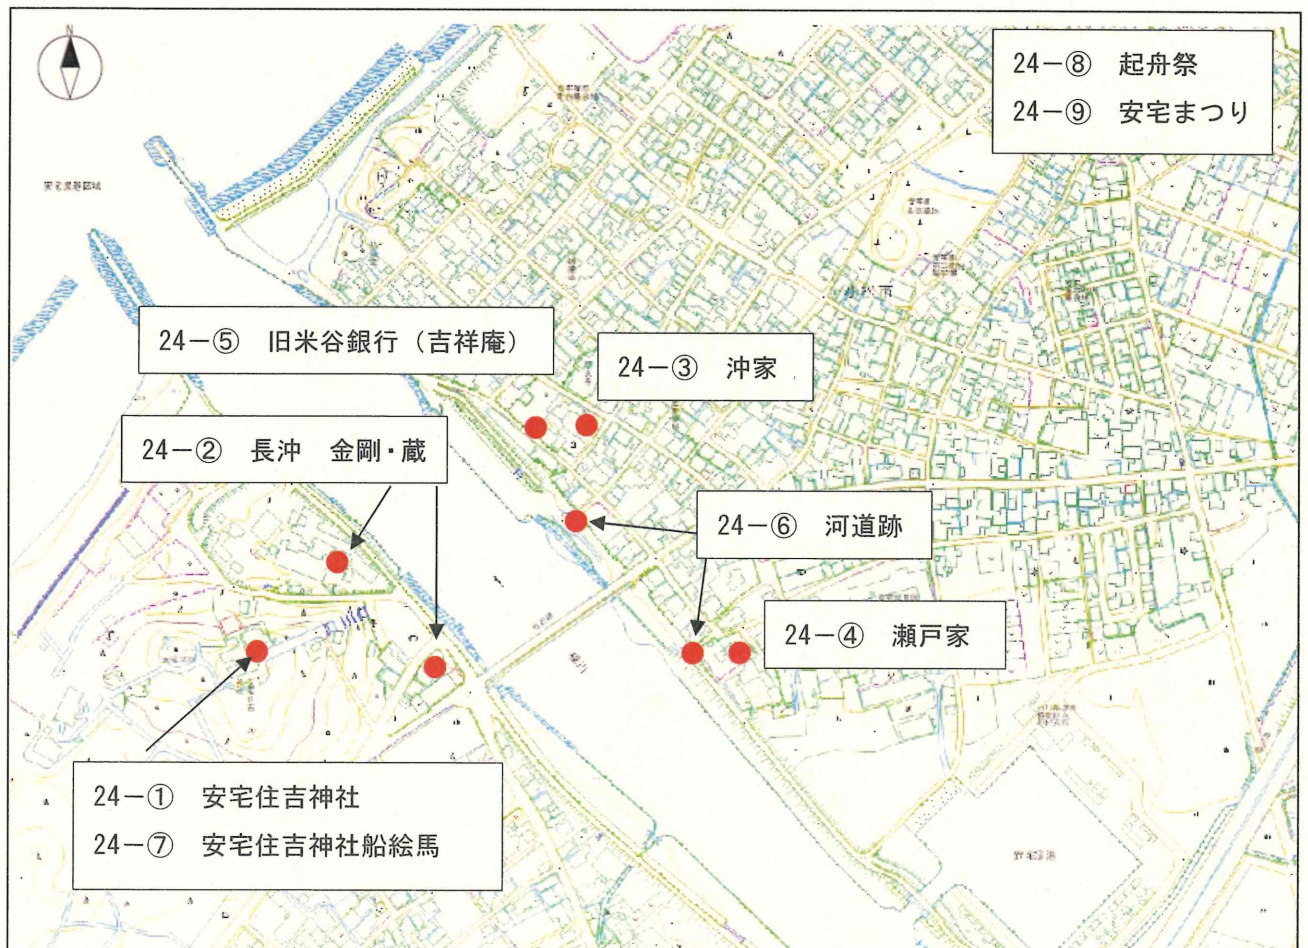 N
24-⑧ 起舟祭
24-⑨ 安宅まつり
24-⑤ 旧米谷銀行（吉祥庵）
24-③ 沖家
24-② 長沖 金剛・蔵
24-⑥ 河道跡
24-④ 瀬戸家
24-① 安宅住吉神社
24-⑦ 安宅住吉神社船絵馬
小松市